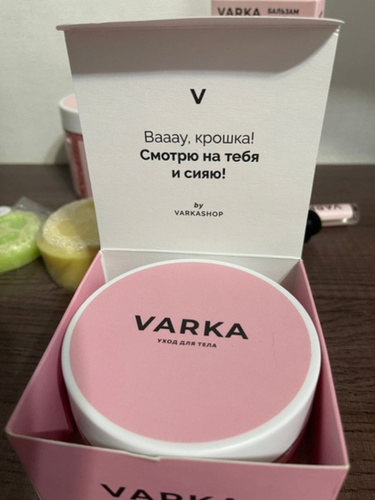 VARKA БАЛЬЗАМ
V
Вааау, крошка!
Смотрю на тебя
и сияю!
by
VARKASHOP
VARKA
УХОД ДЛЯ ТЕЛА
VARKA